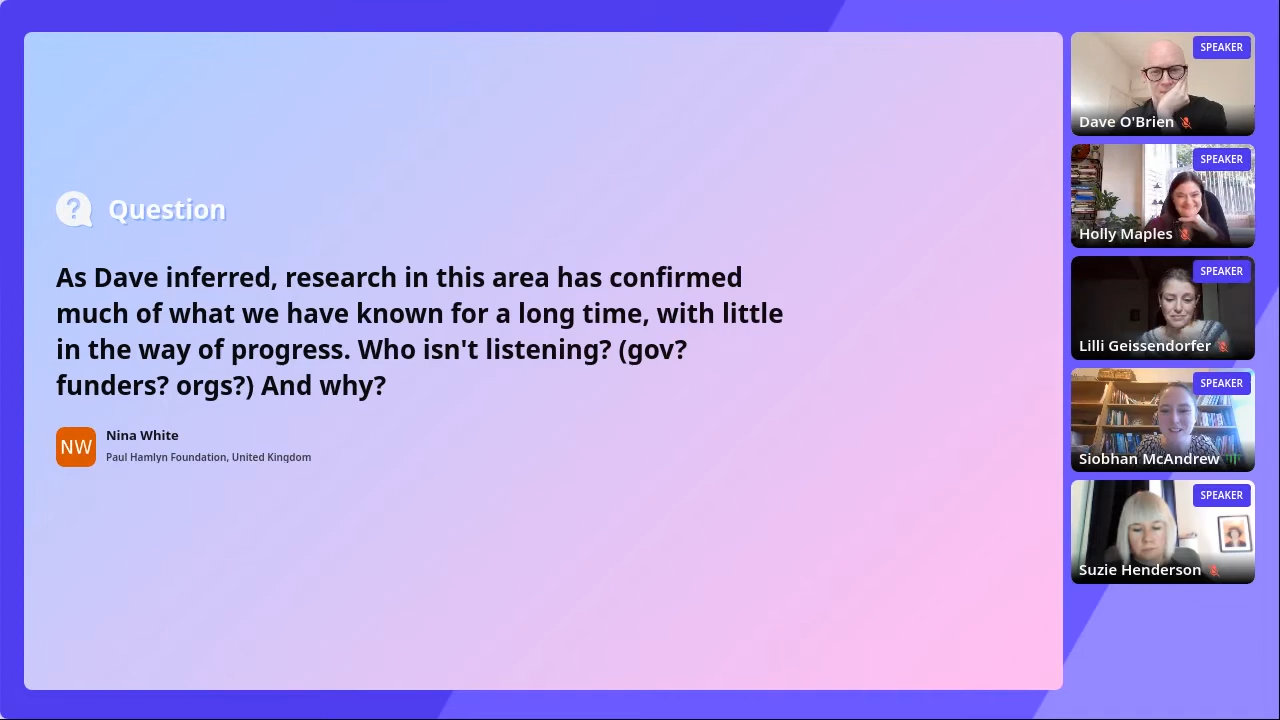 Question
As Dave inferred, research in this area has confirmed
much of what we have known for a long time, with little
in the way of progress. Who isn't listening? (gov?
funders? orgs?) And why?
NW
Nina White
Paul Hamlyn Foundation, United Kingdom
SPEAKER
Dave O'Brien
SPEAKER
Holly Maples
SPEAKER
Lilli Geissendorfer
SPEAKER
Siobhan McAndrew
SPEAKER
Suzie Henderson